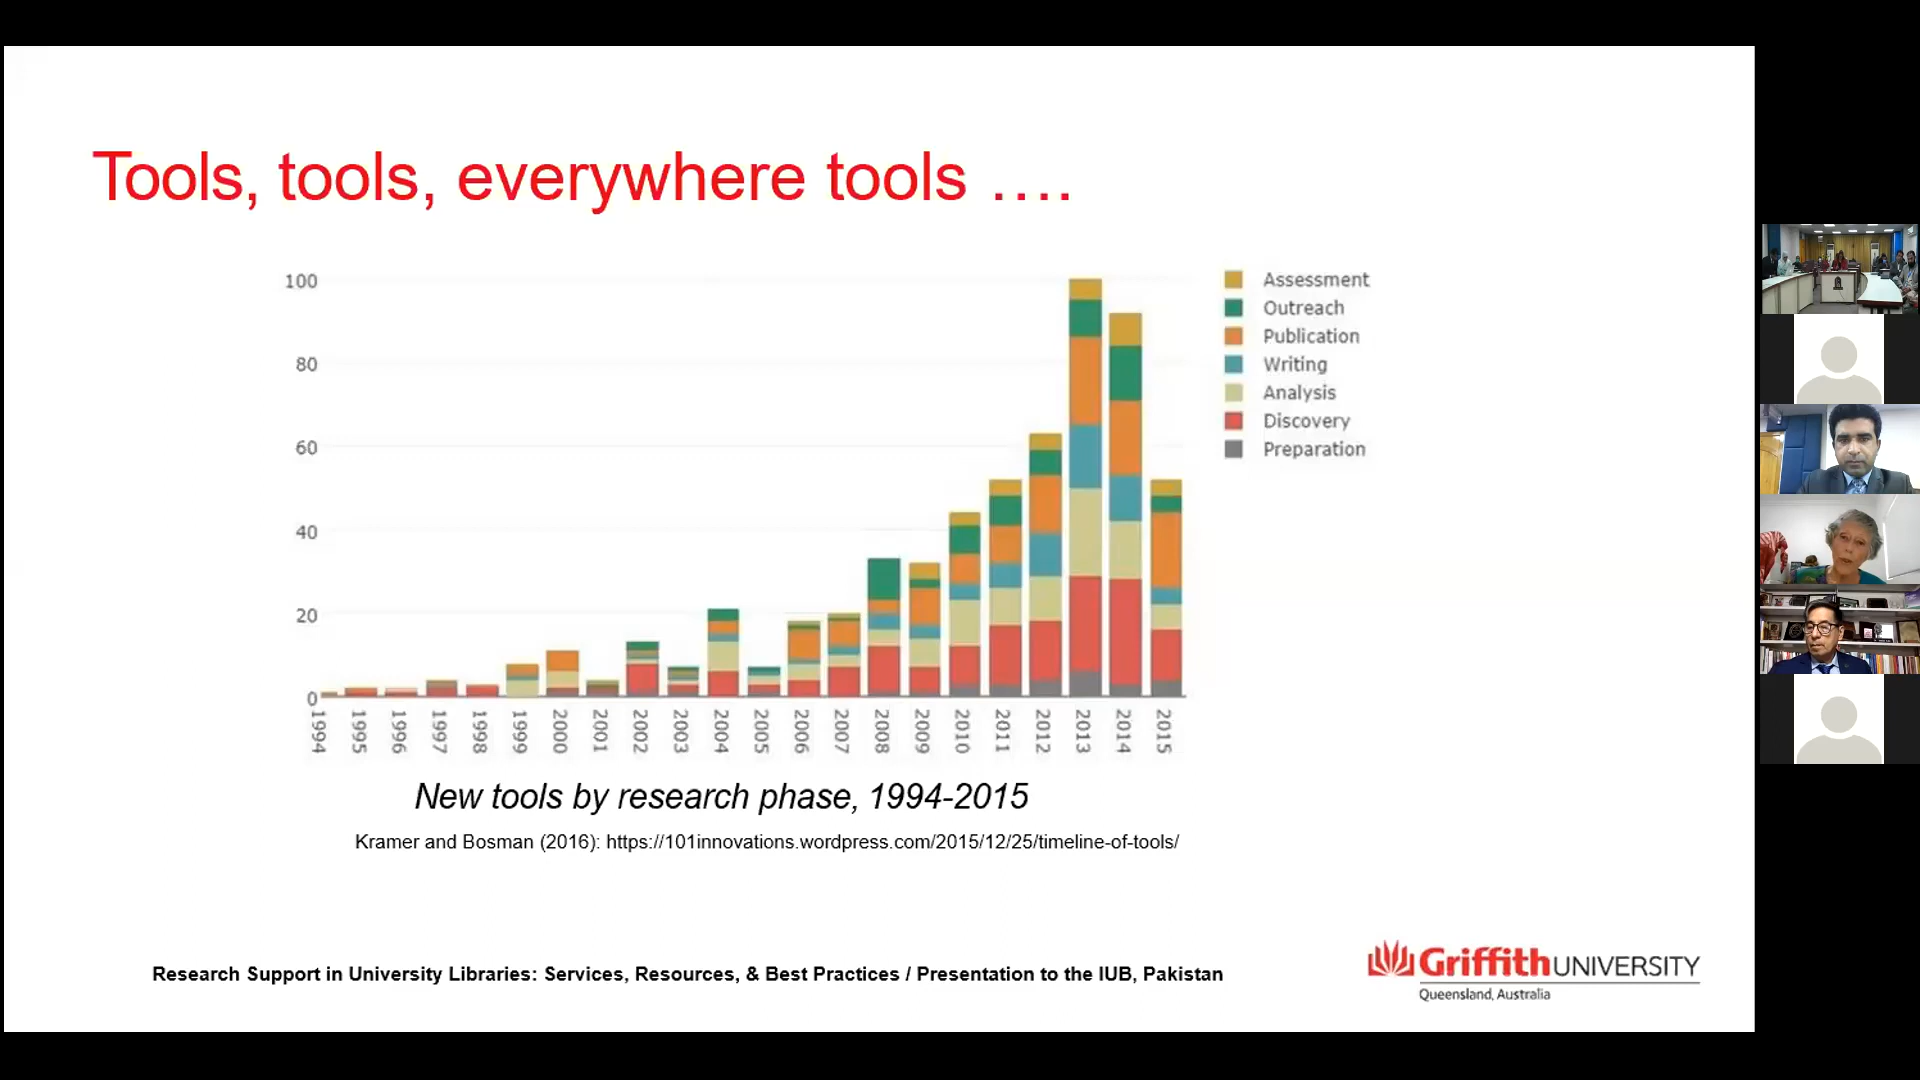 Tools, tools, everywhere tools ….
100
80
60
40
20
0
1994
1995
1996
1997
1998
1999
2000
2001
2002
2003
2004
2005
2006
2007
2008
2009
2010
2011
2012
2013
2014
2015
Assessment
Outreach
Publication
Writing
Analysis
Discovery
Preparation
New tools by research phase, 1994-2015
Kramer and Bosman (2016): https://101innovations.wordpress.com/2015/12/25/timeline-of-tools/
Research Support in University Libraries: Services, Resources, & Best Practices / Presentation to the IUB, Pakistan
Griffith UNIVERSITY
Queensland, Australia